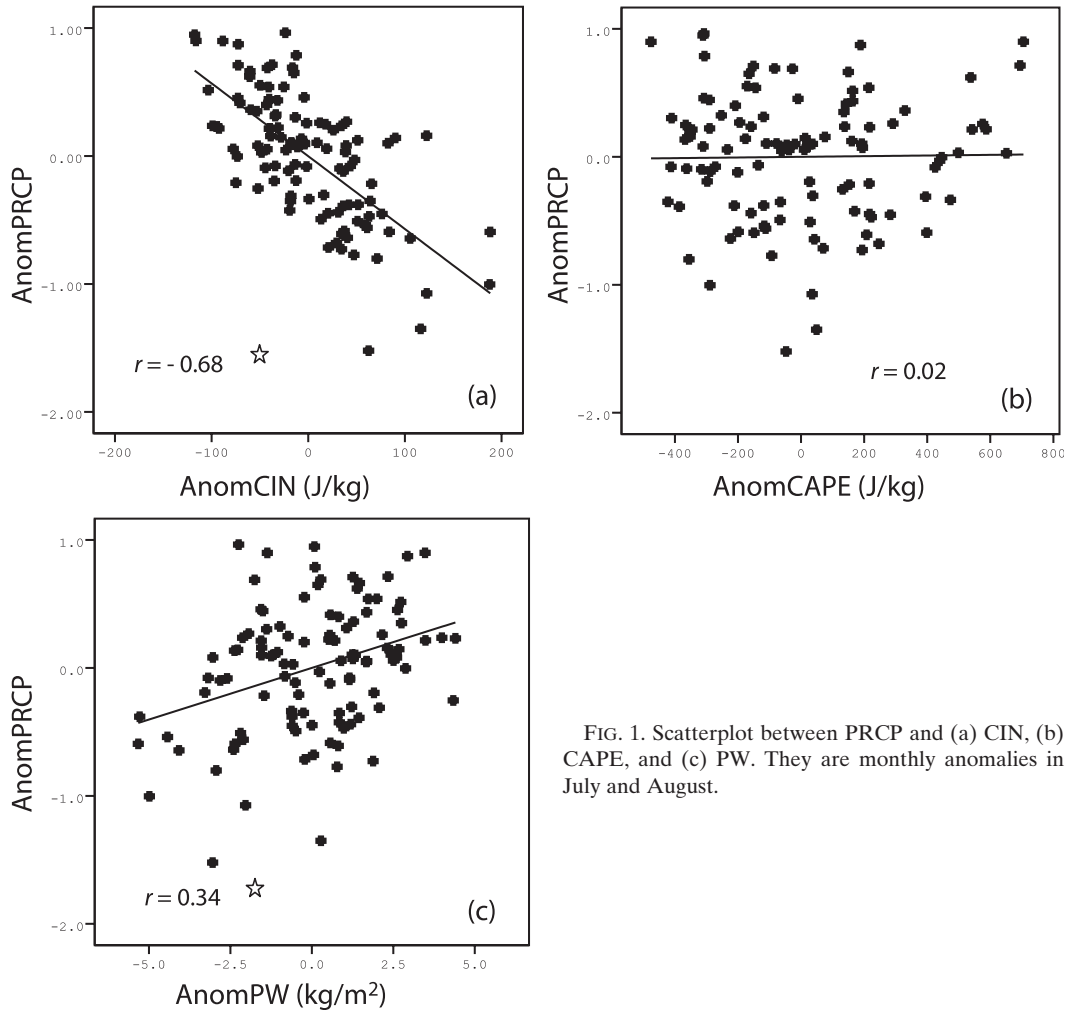 1.00
0.00
-1.00
-2.00
AnomPRCP
r = - 0.68 ☆
(a)
-200 -100 0 100 200
AnomCIN (J/kg)
1.0
0.0
-1.0
-2.0
AnomPRCP
r = 0.02
(b)
-400 -200 0 200 400 600 800
AnomCAPE (J/kg)
1.0
0.0
-1.0
-2.0
AnomPRCP
r = 0.34 ☆
(c)
-5.0 -2.5 0.0 2.5 5.0
AnomPW (kg/m²)
FIG. 1. Scatterplot between PRCP and (a) CIN, (b)
CAPE, and (c) PW. They are monthly anomalies in
July and August.